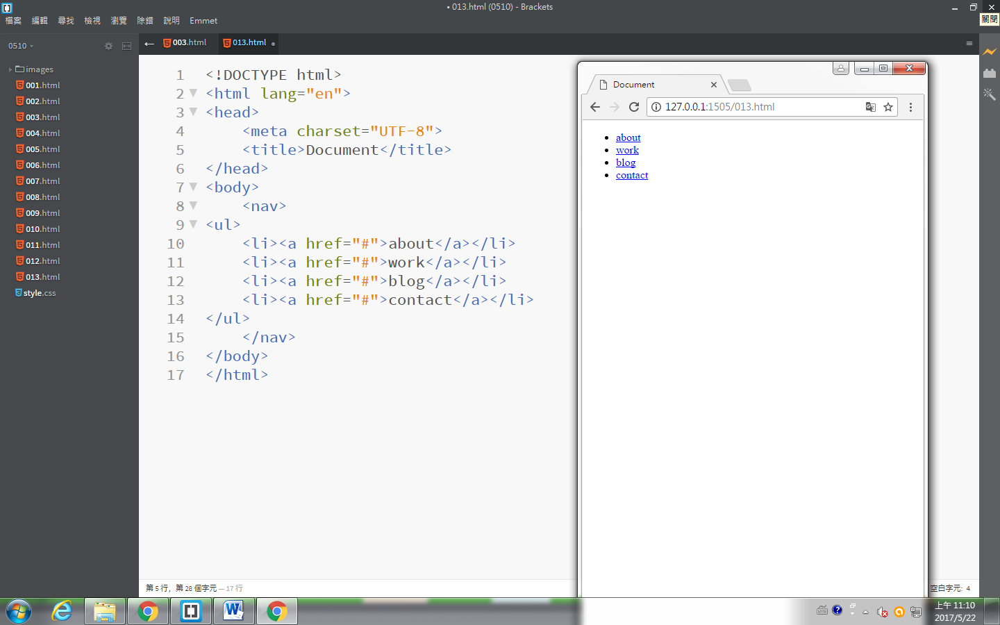 • 013.html (0510) - Brackets
檔案 編輯 尋找 檢視 瀏覽 除錯 說明 Emmet
關閉
0510
003.html 013.html
images
001.html
002.html
003.html
004.html
005.html
006.html
007.html
008.html
009.html
010.html
011.html
012.html
013.html
style.css
1 <!DOCTYPE html>
2 <html lang="en">
3 <head>
4 <meta charset="UTF-8">
5 <title>Document</title>
6 </head>
7 <body>
8 <nav>
9 <ul>
10 <li><a href="#">about</a></li>
11 <li><a href="#">work</a></li>
12 <li><a href="#">blog</a></li>
13 <li><a href="#">contact</a></li>
14 </ul>
15 </nav>
16 </body>
17 </html>
Document
127.0.0.1:1505/013.html
about
work
blog
contact
第 5 行, 第 28 個字元 — 17 行
空白字元: 4
上午 11:10
2017/5/22